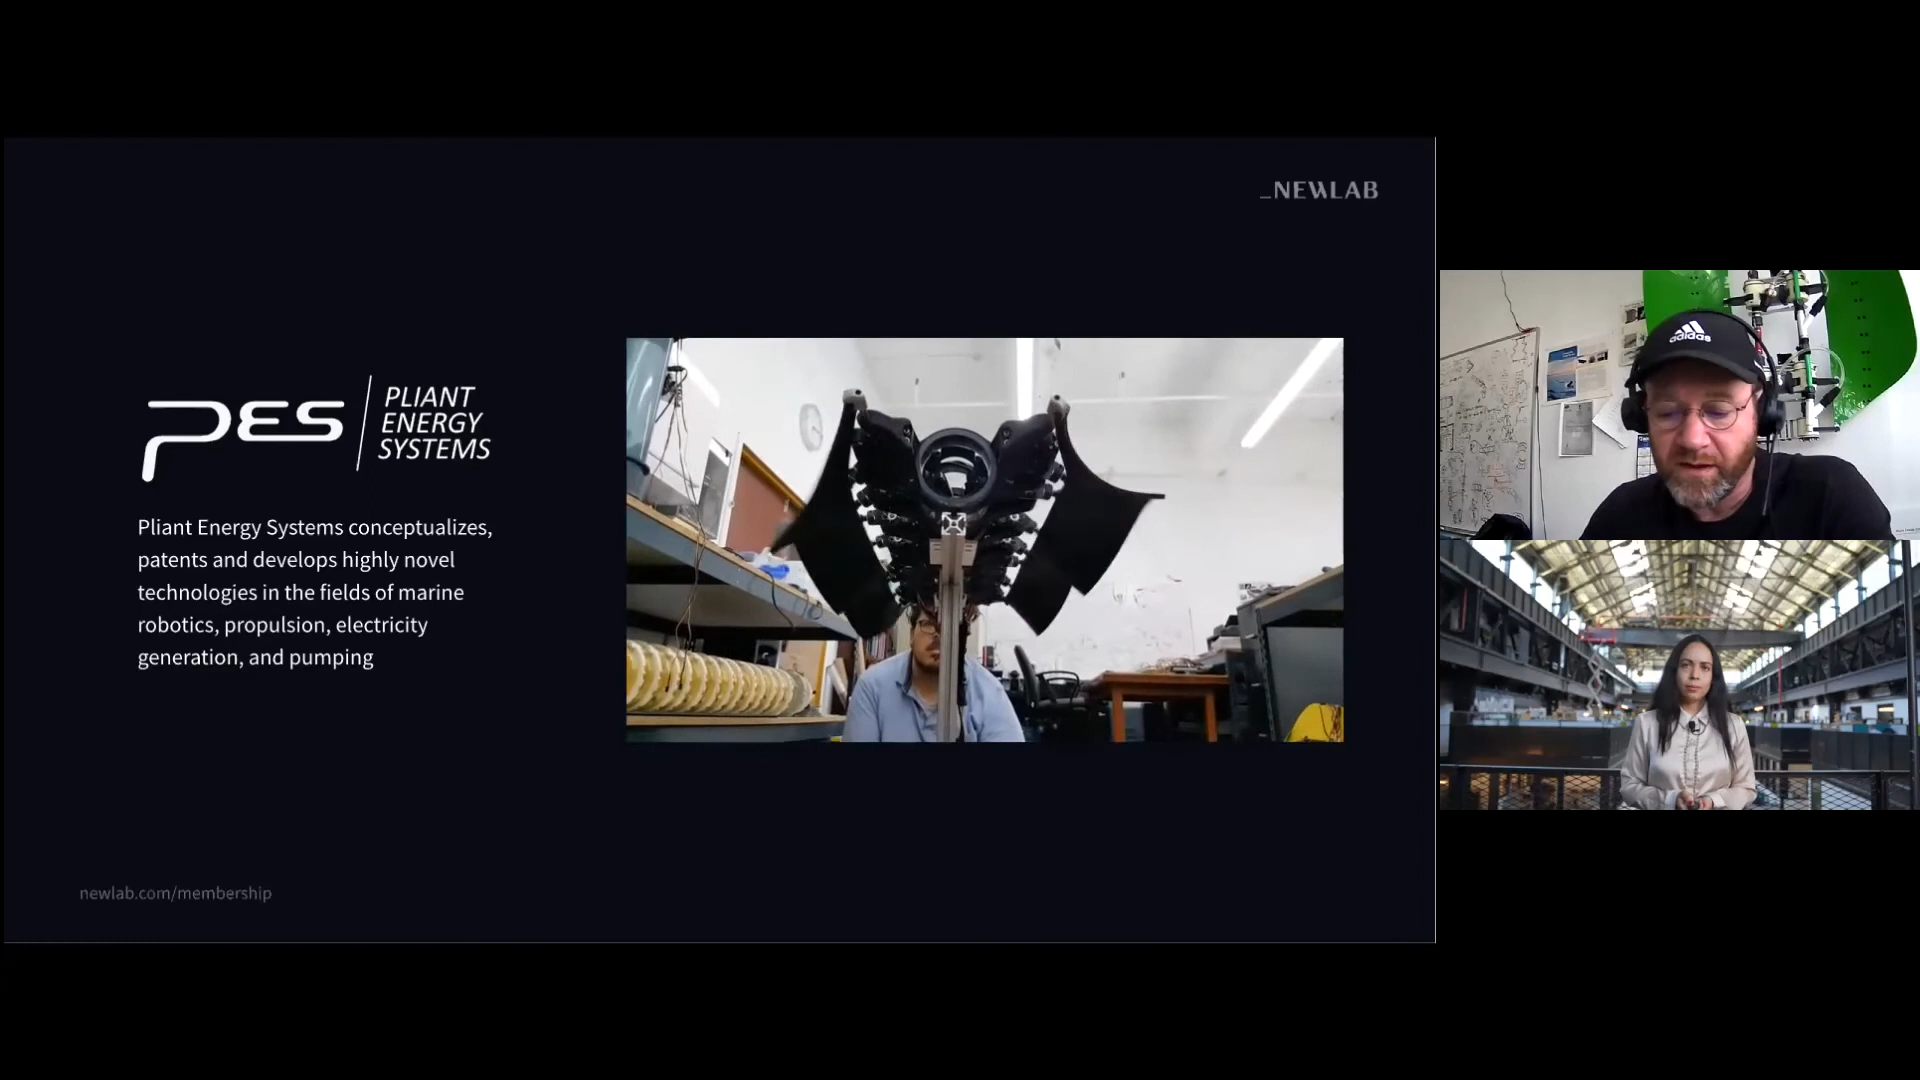 _NEWLAB
PES
PLIANT
ENERGY
SYSTEMS
Pliant Energy Systems conceptualizes,
patents and develops highly novel
technologies in the fields of marine
robotics, propulsion, electricity
generation, and pumping
newlab.com/membership
adidas